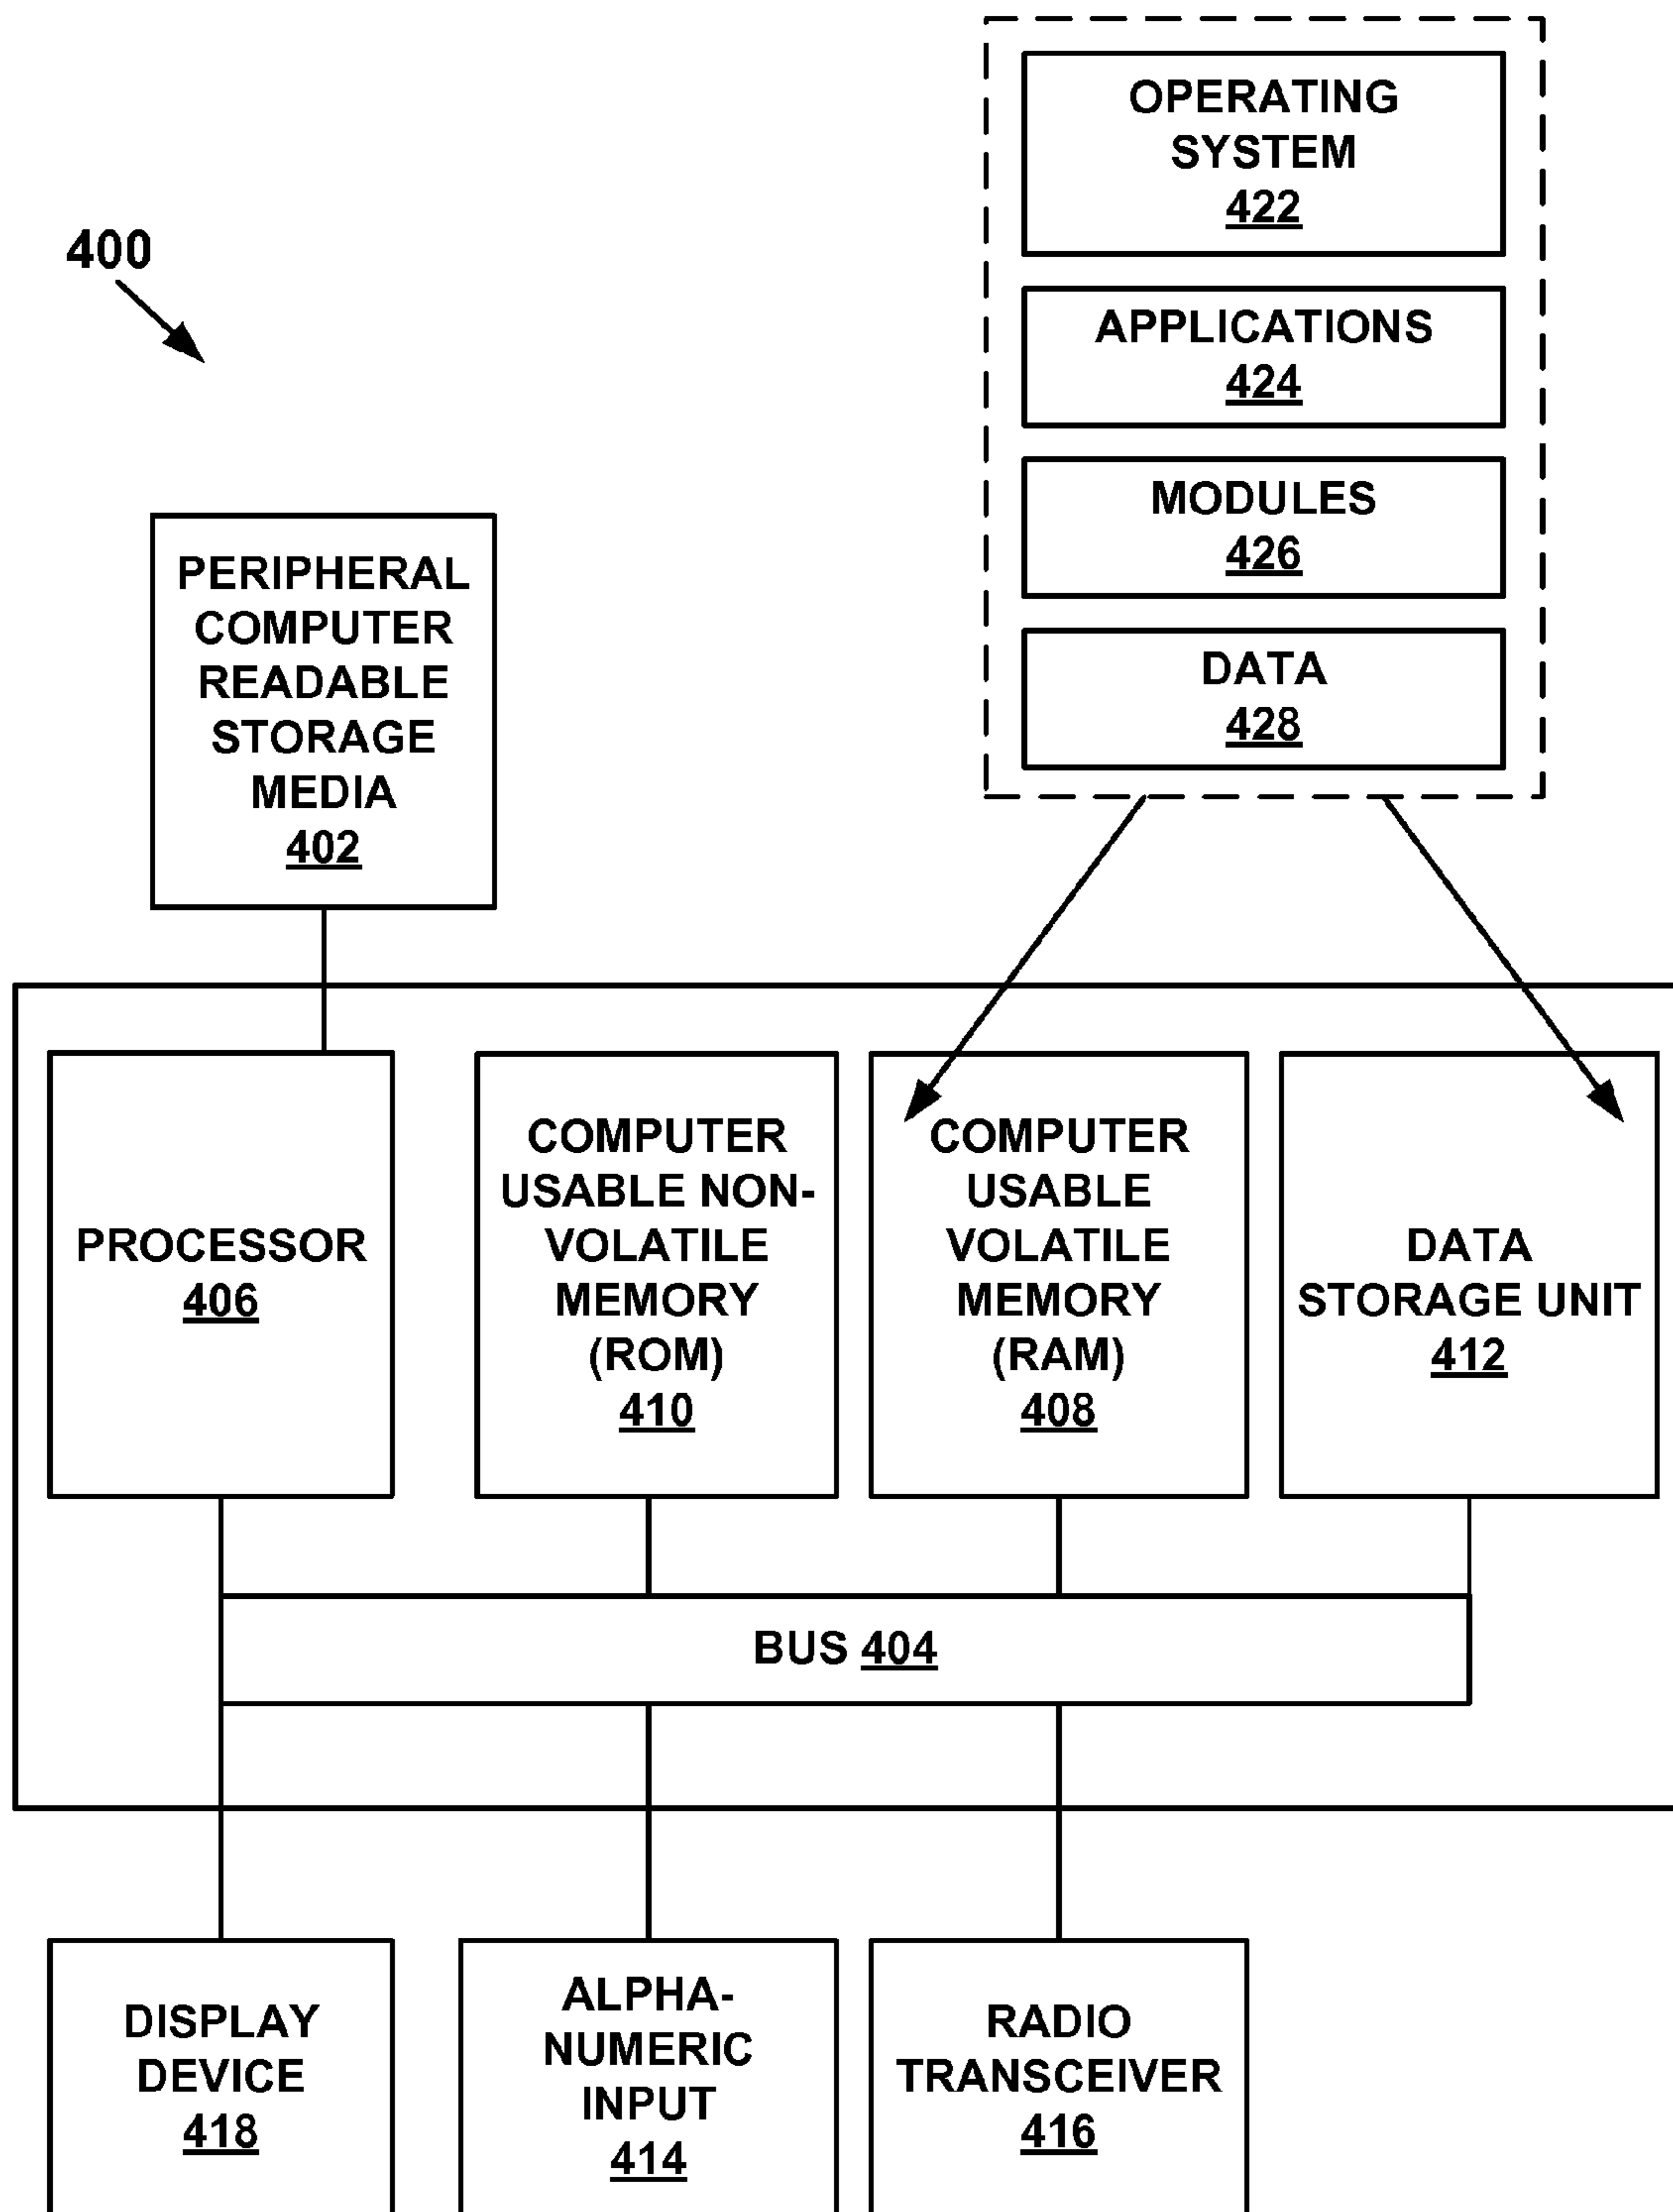 OPERATING
SYSTEM
422
400
APPLICATIONS
424
MODULES
426
DATA
428
PERIPHERAL
COMPUTER
READABLE
STORAGE
MEDIA
402
PROCESSOR
406
COMPUTER
USABLE NON-
VOLATILE
MEMORY
(ROM)
410
COMPUTER
USABLE
VOLATILE
MEMORY
(RAM)
408
DATA
STORAGE UNIT
412
BUS 404
DISPLAY
DEVICE
418
ALPHA-
NUMERIC
INPUT
414
RADIO
TRANSCEIVER
416